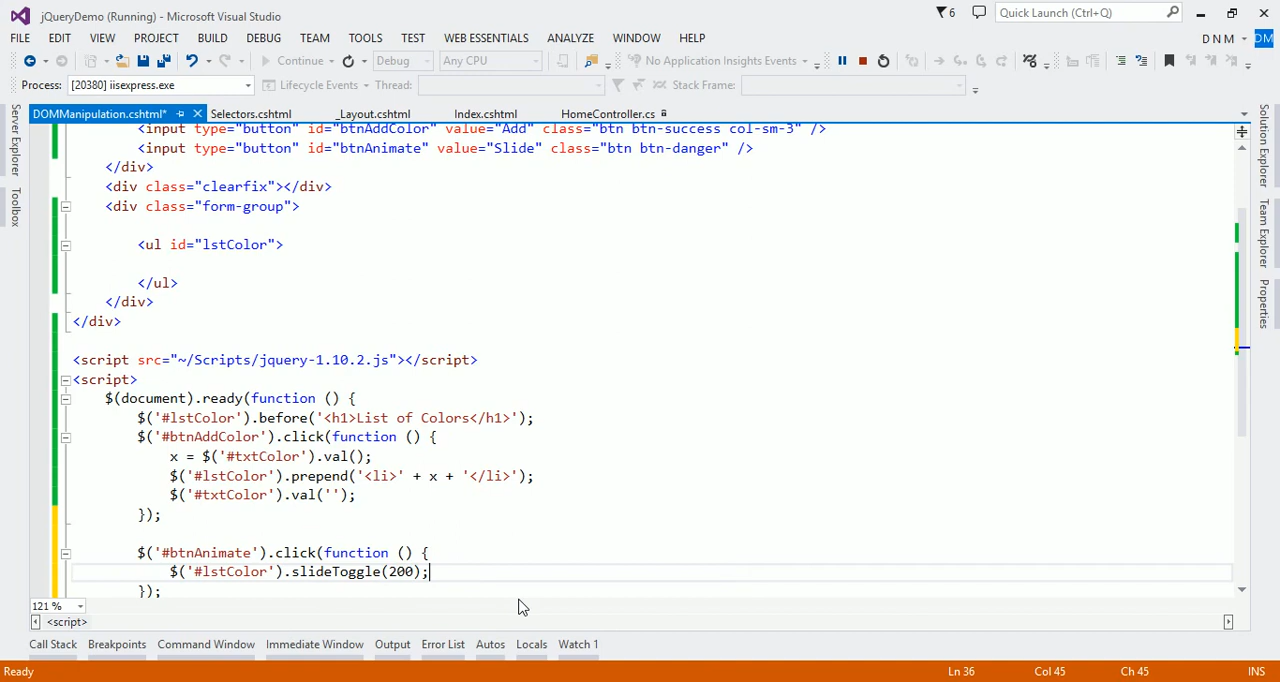 jQueryDemo (Running) - Microsoft Visual Studio
6
Quick Launch (Ctrl+Q)
FILE EDIT VIEW PROJECT BUILD DEBUG TEAM TOOLS TEST WEB ESSENTIALS ANALYZE WINDOW HELP
D N M DM
Continue Debug Any CPU No Application Insights Events
Process: [20380] iisexpress.exe Lifecycle Events Thread: Stack Frame:
DOMManipulation.cshtml* Selectors.cshtml _Layout.cshtml Index.cshtml HomeController.cs
Server Explorer
Toolbox
Solution Explorer
Team Explorer
Properties
<input type="button" id="btnAddColor" value="Add" class="btn btn-success col-sm-3" />
<input type="button" id="btnAnimate" value="Slide" class="btn btn-danger" />
</div>
<div class="clearfix"></div>
<div class="form-group">
<ul id="lstColor">
</ul>
</div>
</div>
<script src="~/Scripts/jquery-1.10.2.js"></script>
<script>
$(document).ready(function () {
$('#lstColor').before('<h1>List of Colors</h1>');
$('#btnAddColor').click(function () {
x = $('#txtColor').val();
$('#lstColor').prepend('<li>' + x + '</li>');
$('#txtColor').val('');
});
$('#btnAnimate').click(function () {
$('#lstColor').slideToggle(200);
});
121 %
<script>
Call Stack Breakpoints Command Window Immediate Window Output Error List Autos Locals Watch 1
Ready Ln 36 Col 45 Ch 45 INS